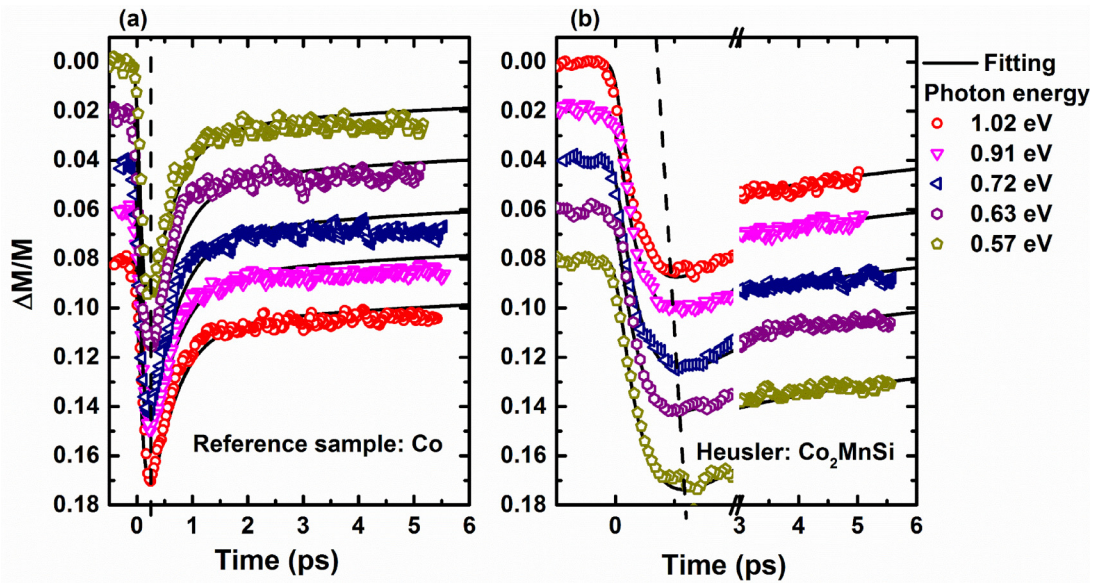 (a)
(b)
0.00
0.02
0.04
0.06
0.08
0.10
0.12
0.14
0.16
0.18
ΔM/M
Reference sample: Co
0 1 2 3 4 5 6
Time (ps)
0.00
0.02
0.04
0.06
0.08
0.10
0.12
0.14
0.16
0.18
Heusler: Co₂MnSi
0 3 4 5 6
Time (ps)
Fitting
Photon energy
1.02 eV
0.91 eV
0.72 eV
0.63 eV
0.57 eV